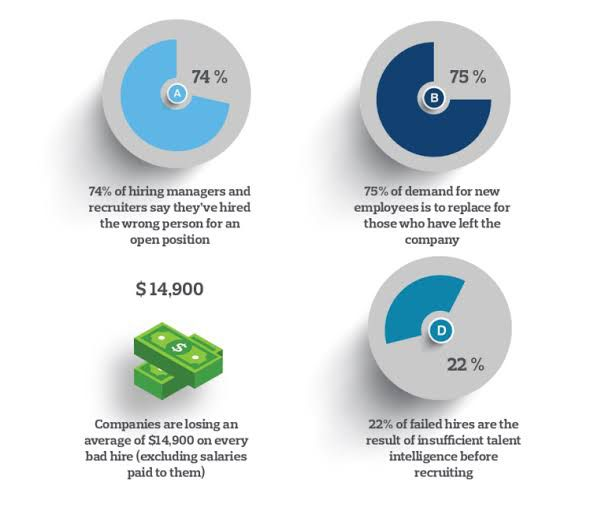 74 %
A
74% of hiring managers and
recruiters say they've hired
the wrong person for an
open position
75 %
B
75% of demand for new
employees is to replace for
those who have left the
company
$ 14,900
$
Companies are losing an
average of $14,900 on every
bad hire (excluding salaries
paid to them)
D
22 %
22% of failed hires are the
result of insufficient talent
intelligence before
recruiting